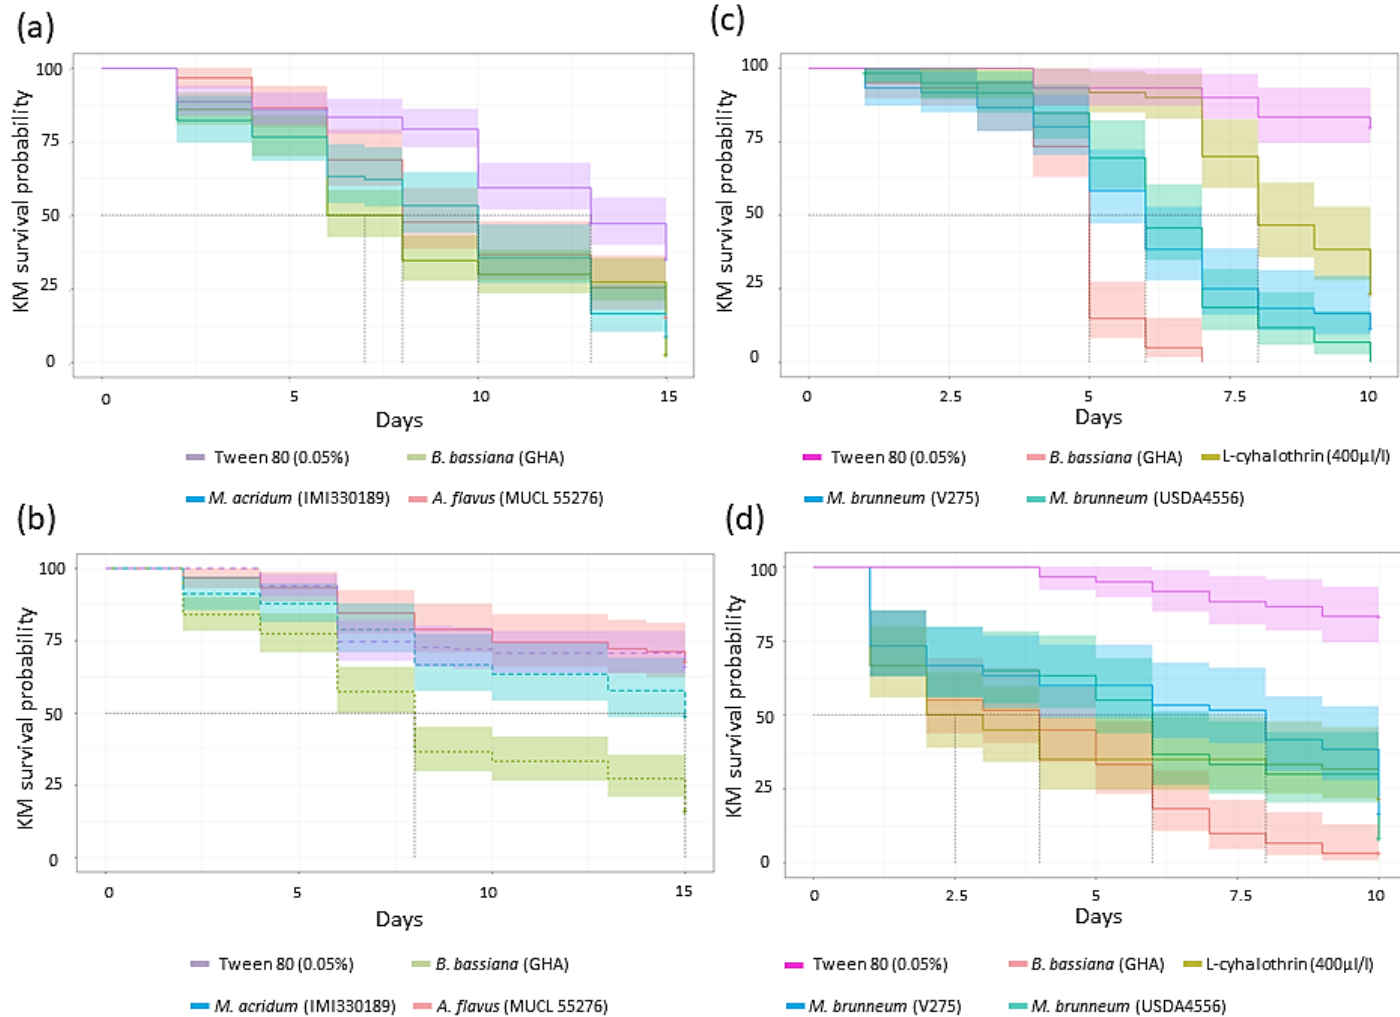 (a)
KM survival probability
100
75
50
25
0
0 5 10 15
Days
Tween 80 (0.05%) B. bassiana (GHA)
M. acridum (IMI330189) A. flavus (MUCL 55276)
(c)
KM survival probability
100
75
50
25
0
0 2.5 5 7.5 10
Days
Tween 80 (0.05%) B. bassiana (GHA) L-cyhalothrin (400µl/l)
M. brunneum (V275) M. brunneum (USDA4556)
(b)
KM survival probability
100
75
50
25
0
0 5 10 15
Days
Tween 80 (0.05%) B. bassiana (GHA)
M. acridum (IMI330189) A. flavus (MUCL 55276)
(d)
KM survival probability
100
75
50
25
0
0 2.5 5 7.5 10
Days
Tween 80 (0.05%) B. bassiana (GHA) L-cyhalothrin (400µl/l)
M. brunneum (V275) M. brunneum (USDA4556)